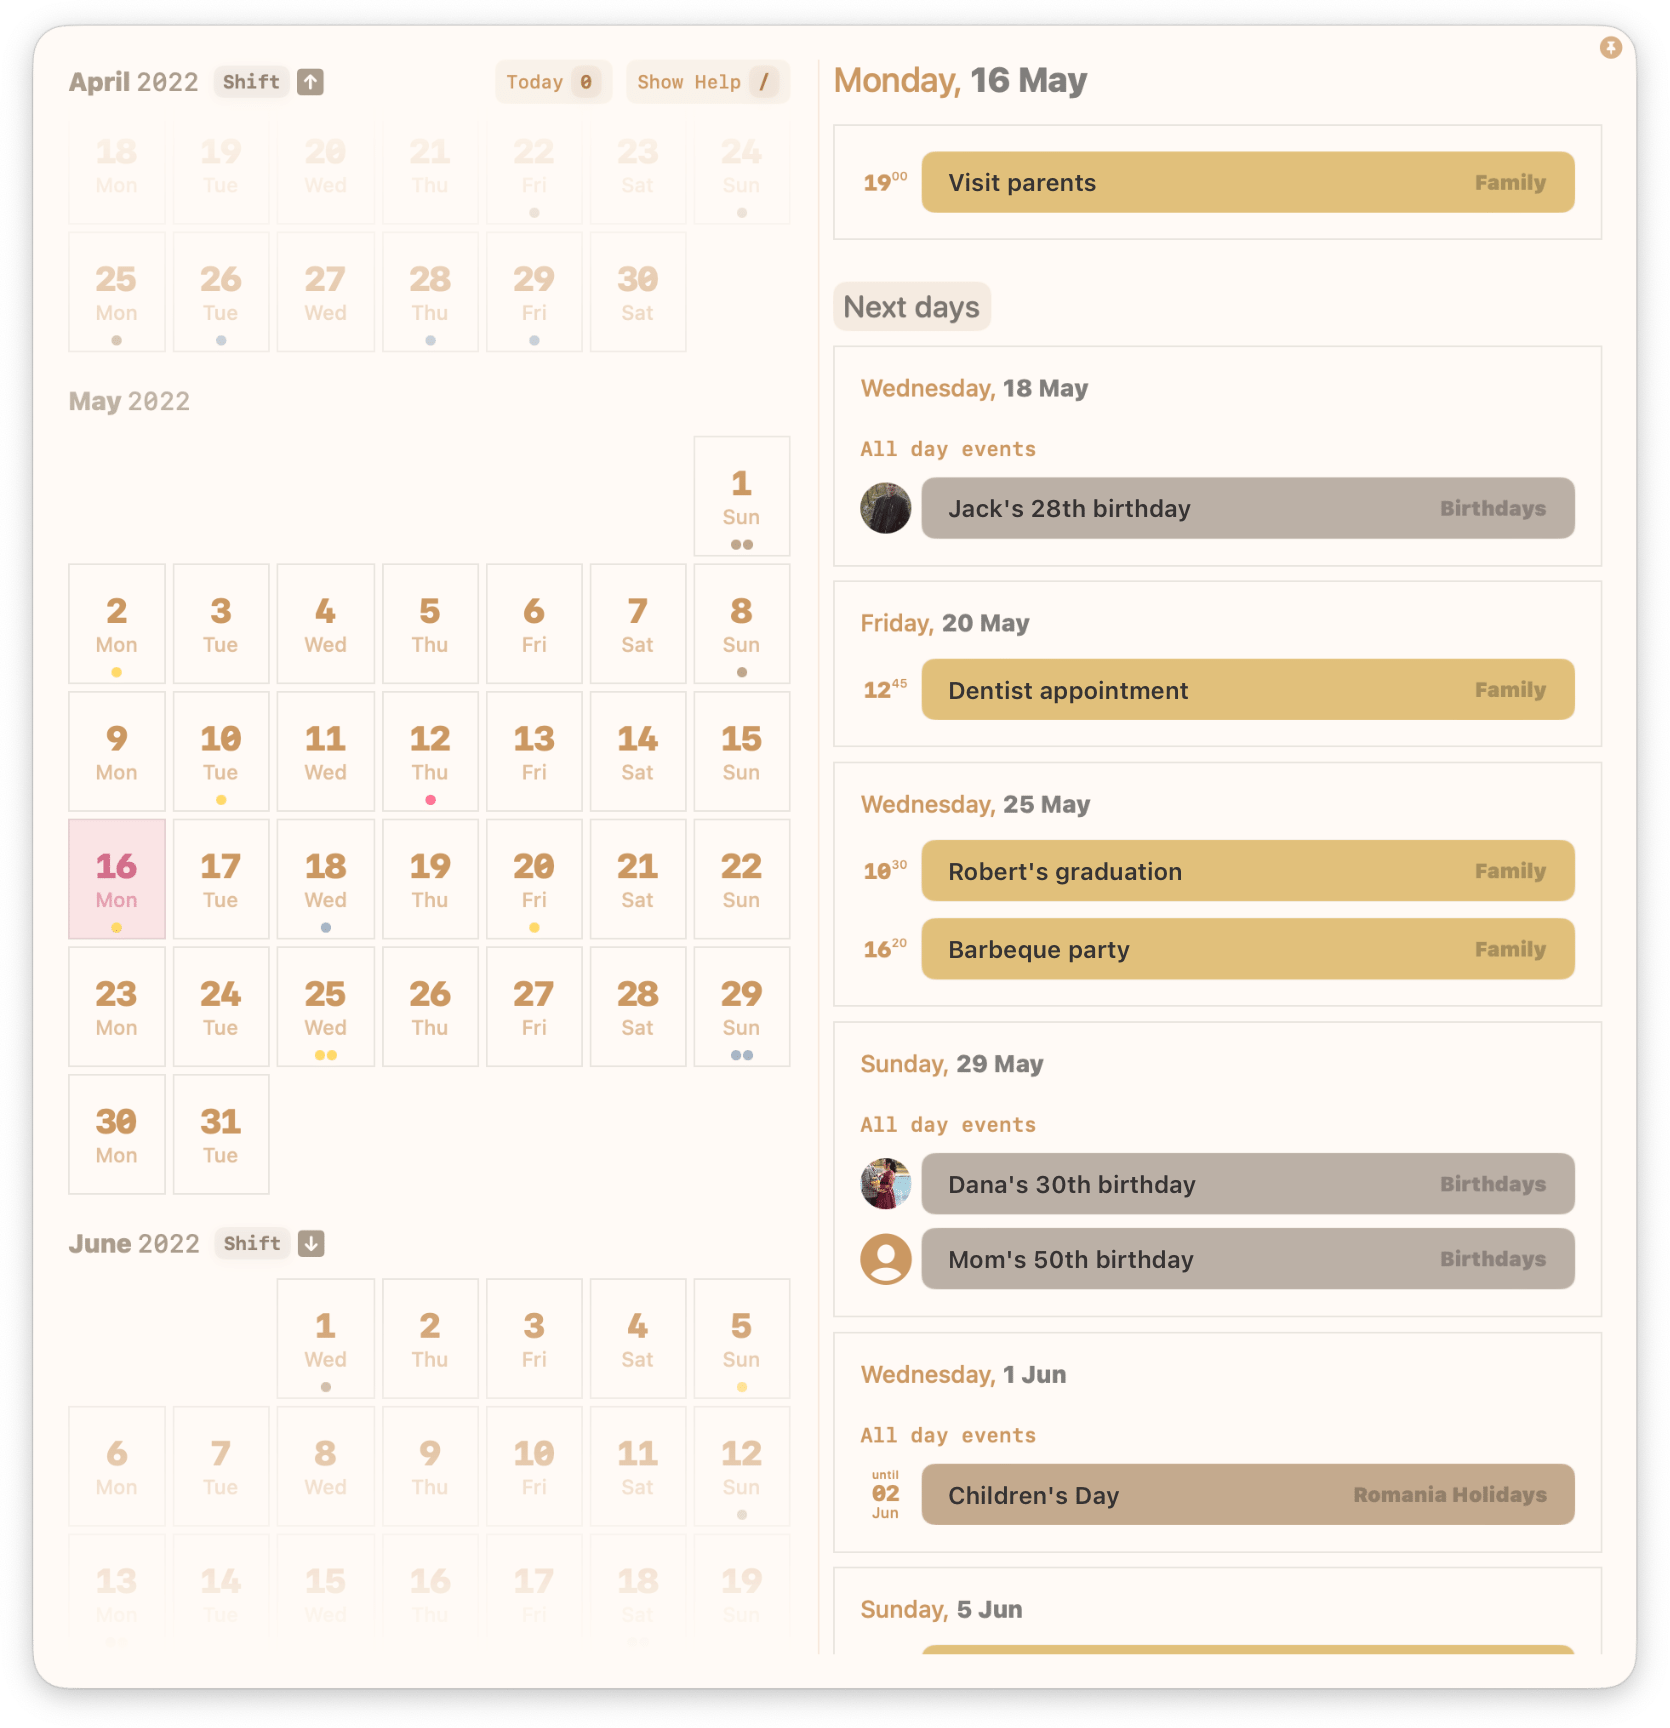 April 2022 Shift ↑ Today 0 Show Help /
18 19 20 21 22 23 24
Mon Tue Wed Thu Fri Sat Sun
25 26 27 28 29 30
Mon Tue Wed Thu Fri Sat
May 2022
1
Sun
2 3 4 5 6 7 8
Mon Tue Wed Thu Fri Sat Sun
9 10 11 12 13 14 15
Mon Tue Wed Thu Fri Sat Sun
16 17 18 19 20 21 22
Mon Tue Wed Thu Fri Sat Sun
23 24 25 26 27 28 29
Mon Tue Wed Thu Fri Sat Sun
30 31
Mon Tue
June 2022 Shift ↓
1 2 3 4 5
Wed Thu Fri Sat Sun
6 7 8 9 10 11 12
Mon Tue Wed Thu Fri Sat Sun
13 14 15 16 17 18 19
Mon Tue Wed Thu Fri Sat Sun
Monday, 16 May
19 00 Visit parents Family
Next days
Wednesday, 18 May
All day events
Jack's 28th birthday Birthdays
Friday, 20 May
12 45 Dentist appointment Family
Wednesday, 25 May
10 30 Robert's graduation Family
16 20 Barbeque party Family
Sunday, 29 May
All day events
Dana's 30th birthday Birthdays
Mom's 50th birthday Birthdays
Wednesday, 1 Jun
All day events
until
02
Jun
Children's Day Romania Holidays
Sunday, 5 Jun